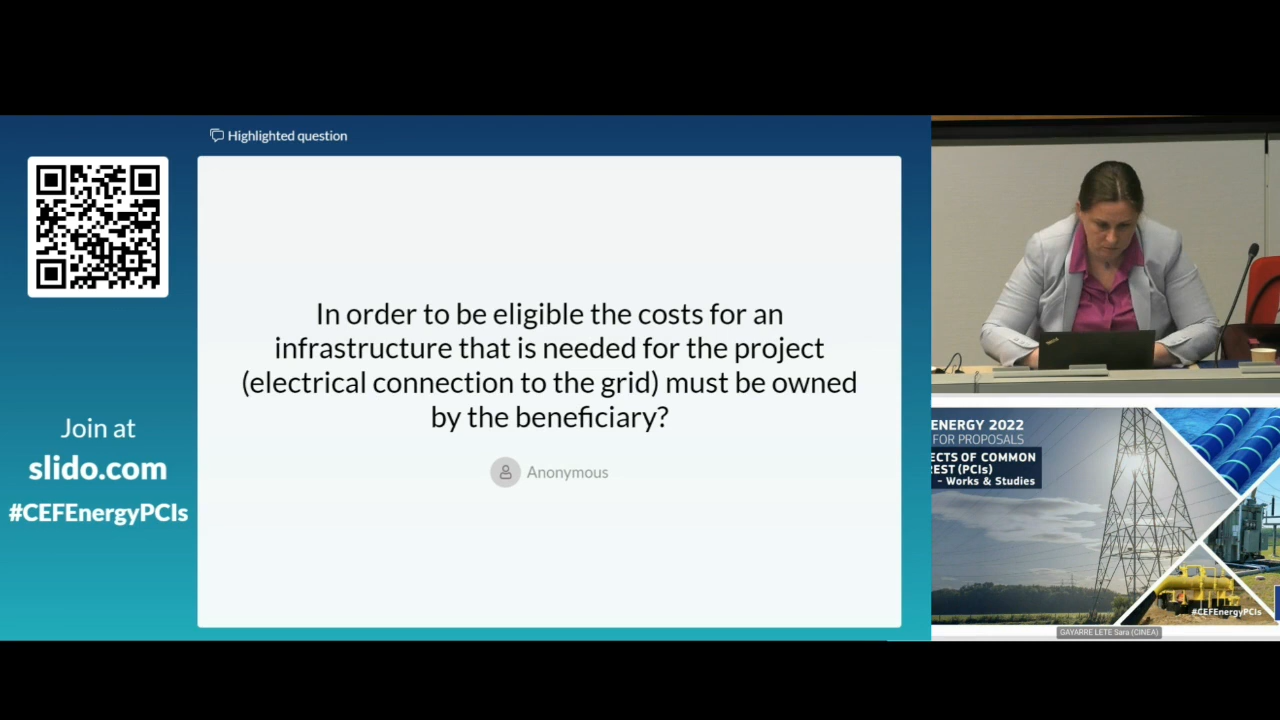 Highlighted question
In order to be eligible the costs for an
infrastructure that is needed for the project
(electrical connection to the grid) must be owned
by the beneficiary?
Anonymous
Join at
slido.com
#CEFEnergyPCIs
ENERGY 2022
FOR PROPOSALS
ECTS OF COMMON
REST (PCIs)
- Works & Studies
#CEFEnergyPCIs
GAYARRE LETE Sara (CINEA)